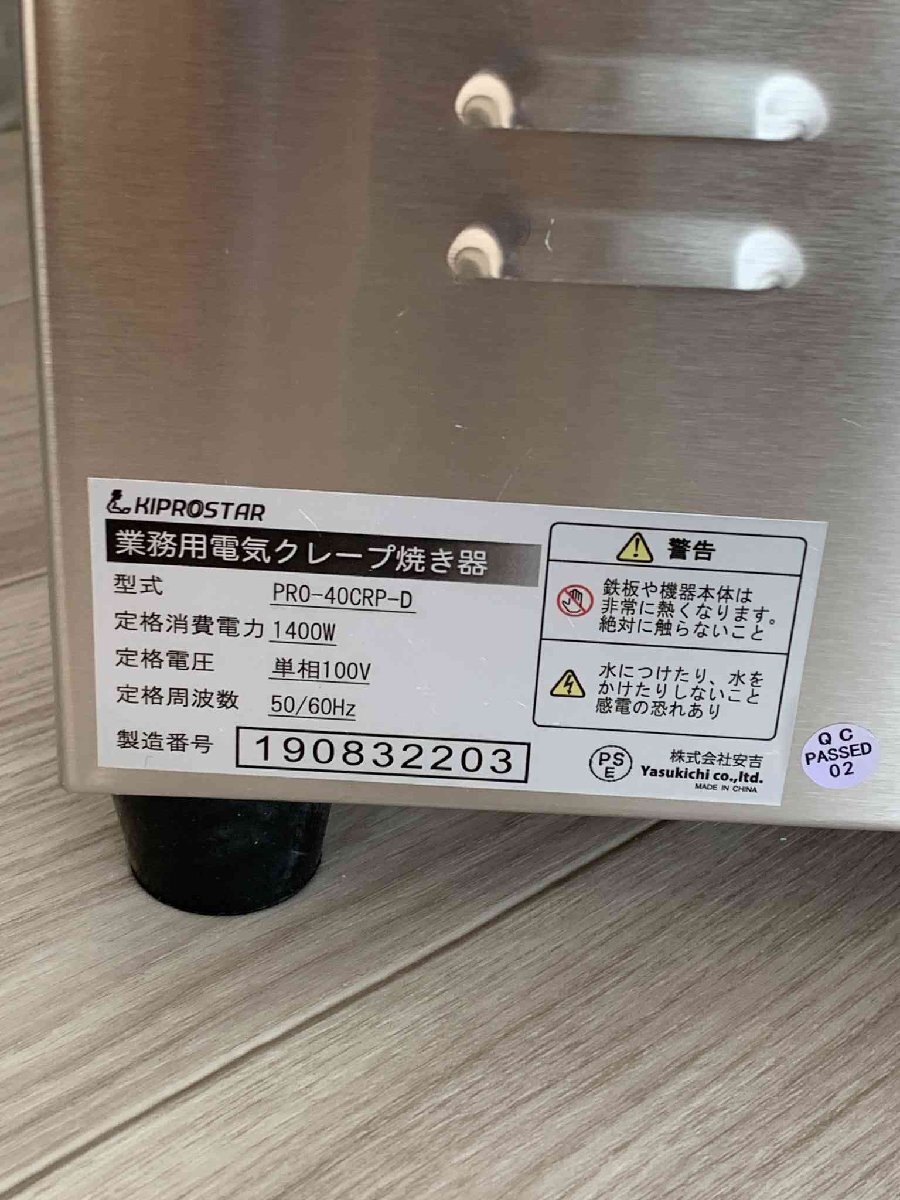 KIPROSTAR
業務用電気クレープ焼き器
型式 PRO-40CRP-D
定格消費電力 1400W
定格電圧 単相100V
定格周波数 50/60Hz
製造番号 190832203
警告
鉄板や機器本体は
非常に熱くなります。
絶対に触らないこと
水につけたり、水を
かけたりしないこと
感電の恐れあり
PS
E
株式会社安吉
Yasukichi co.,ltd.
MADE IN CHINA
QC
PASSED
02